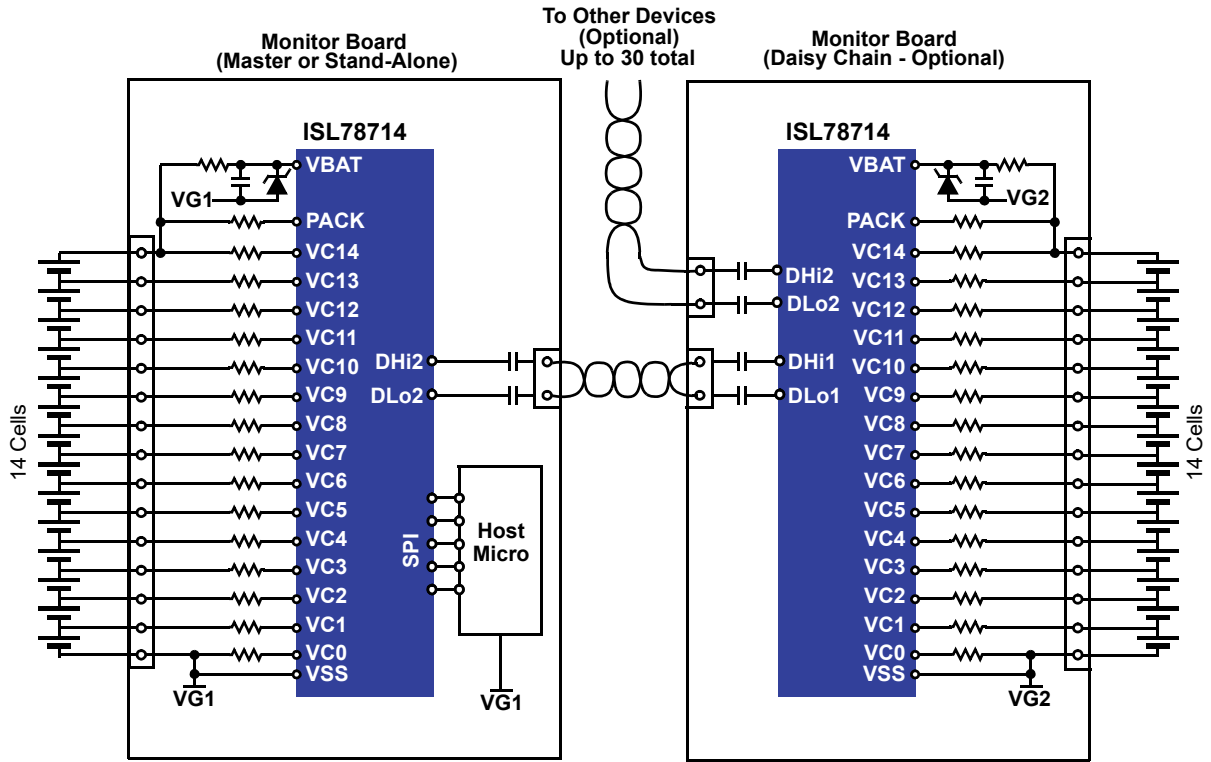 To Other Devices
(Optional)
Up to 30 total
Monitor Board
(Master or Stand-Alone)
ISL78714
VBAT
VG1
PACK
VC14
VC13
VC12
VC11
VC10
VC9
VC8
VC7
VC6
VC5
VC4
VC3
VC2
VC1
VC0
VSS
VG1
14 Cells
DHi2
DLo2
SPI
Host
Micro
VG1
Monitor Board
(Daisy Chain - Optional)
ISL78714
DHi2
DLo2
DHi1
DLo1
VBAT
VG2
PACK
VC14
VC13
VC12
VC11
VC10
VC9
VC8
VC7
VC6
VC5
VC4
VC3
VC2
VC1
VC0
VSS
VG2
14 Cells